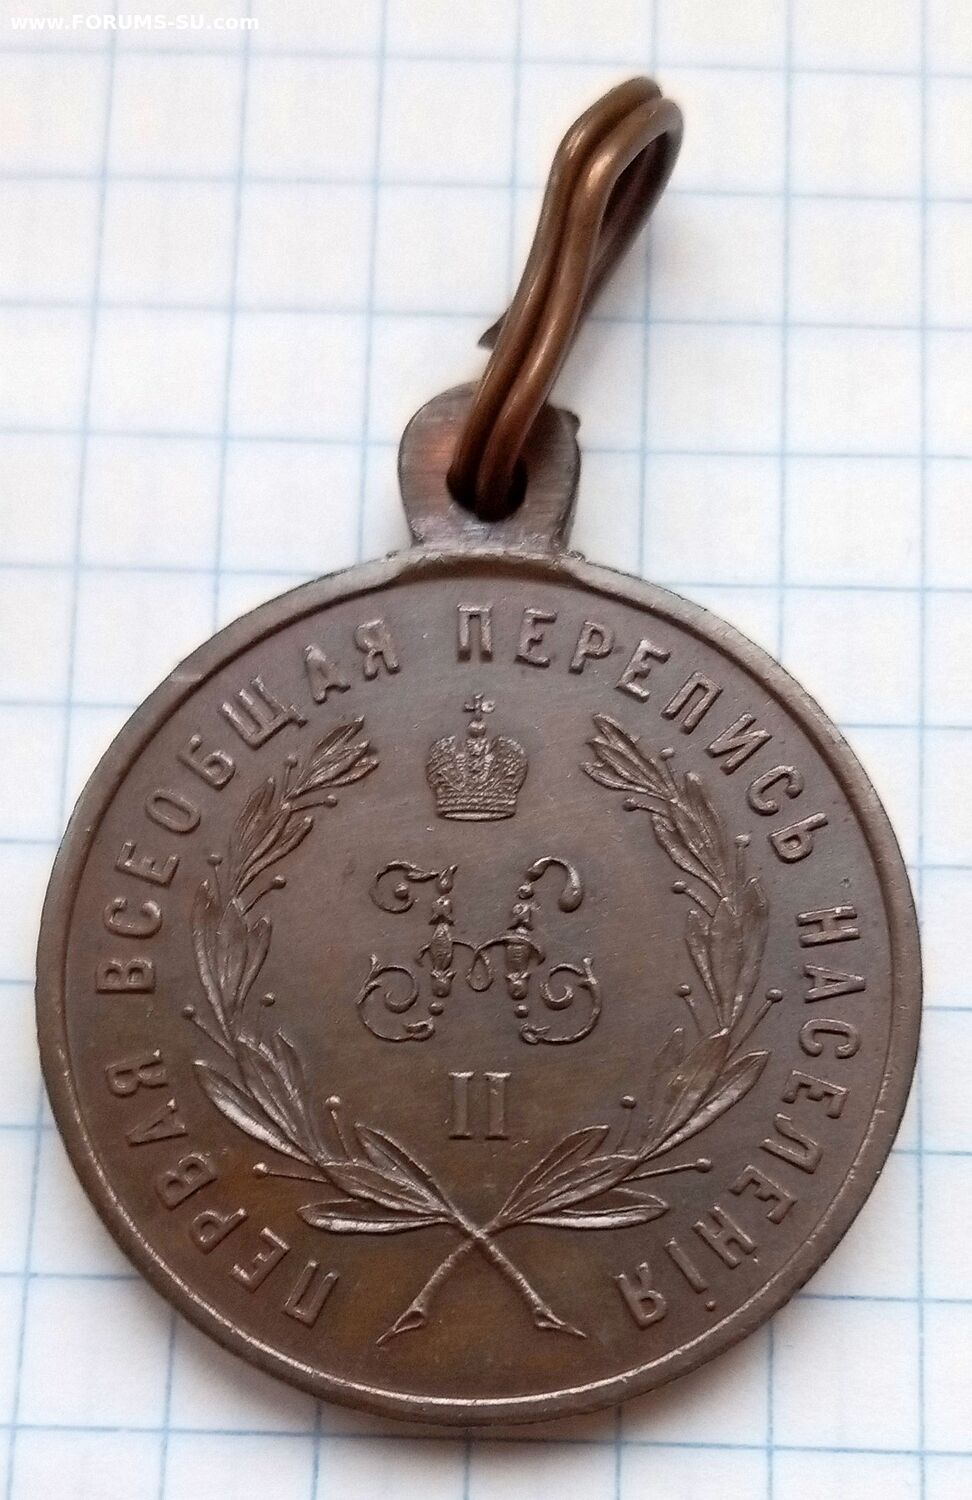 www.FORUMS-SU.com
ПЕРВАЯ ВСЕОБЩАЯ ПЕРЕПИСЬ НАСЕЛЕНІЯ
Н
II